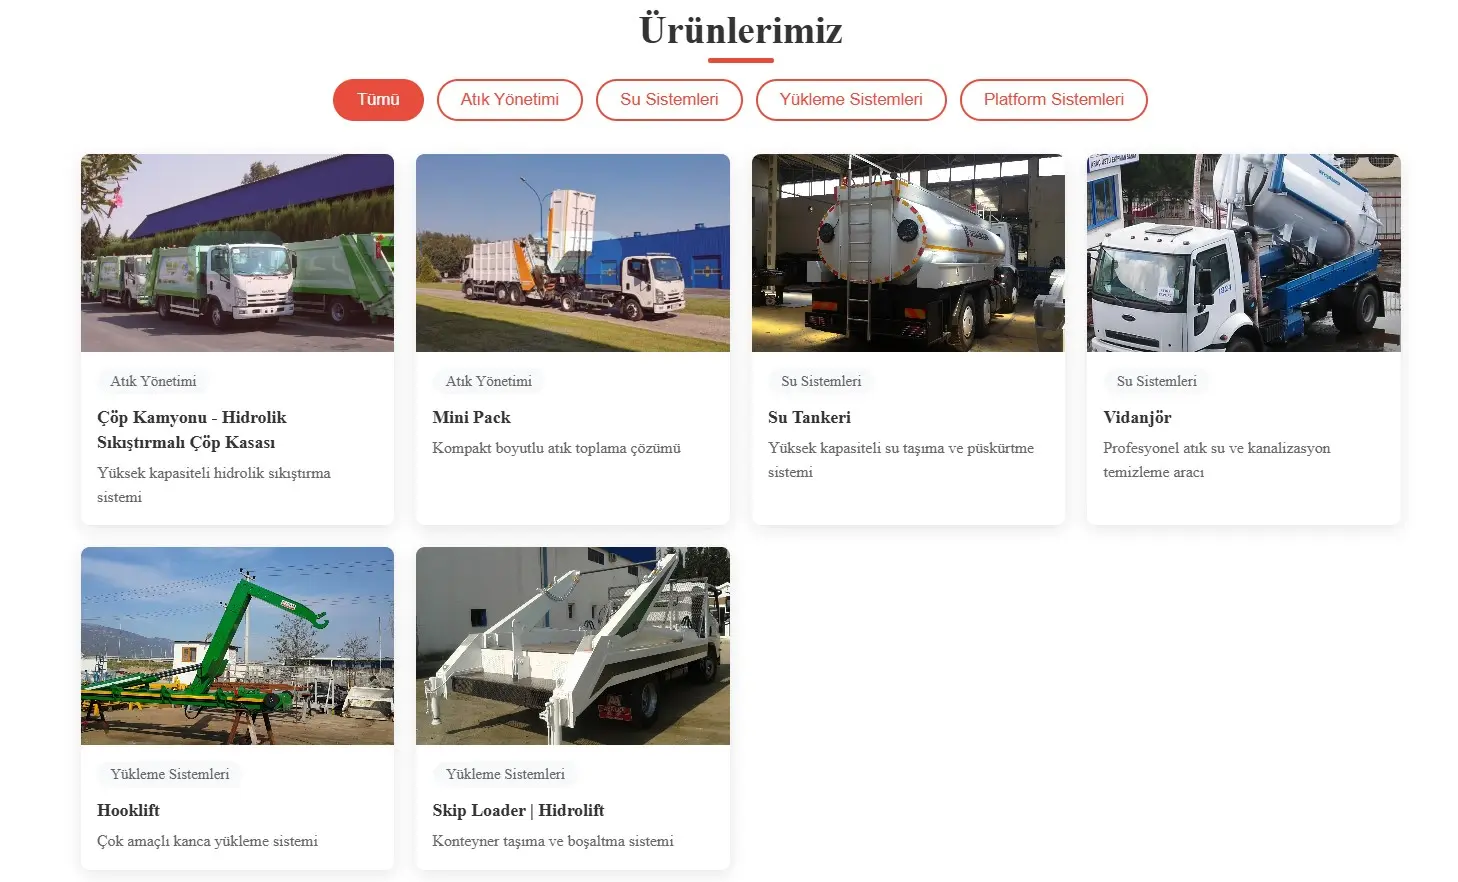 Ürünlerimiz
Tümü
Atık Yönetimi
Su Sistemleri
Yükleme Sistemleri
Platform Sistemleri
Atık Yönetimi
Çöp Kamyonu - Hidrolik
Sıkıştırmalı Çöp Kasası
Yüksek kapasiteli hidrolik sıkıştırma
sistemi
Atık Yönetimi
Mini Pack
Kompakt boyutlu atık toplama çözümü
Su Sistemleri
Su Tankeri
Yüksek kapasiteli su taşıma ve püskürtme
sistemi
Su Sistemleri
Vidanjör
Profesyonel atık su ve kanalizasyon
temizleme aracı
Yükleme Sistemleri
Hooklift
Çok amaçlı kanca yükleme sistemi
Yükleme Sistemleri
Skip Loader | Hidrolift
Konteyner taşıma ve boşaltma sistemi